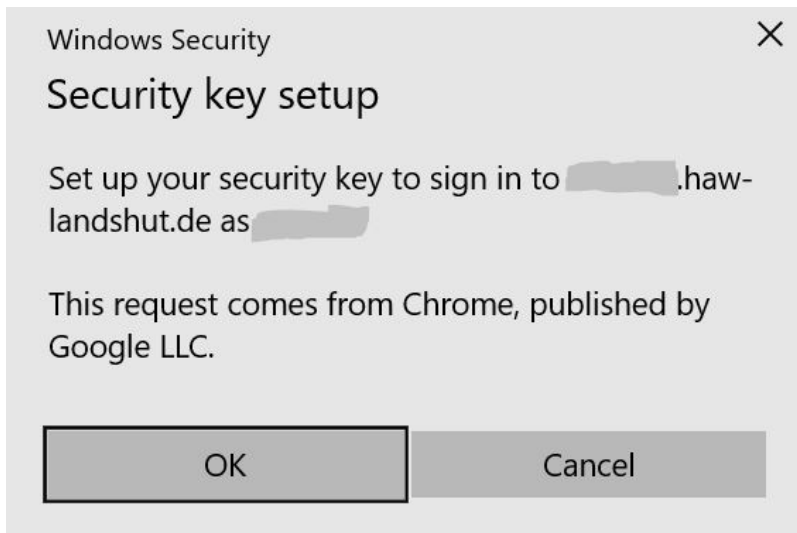 Windows Security
Security key setup
Set up your security key to sign in to .haw-
landshut.de as
This request comes from Chrome, published by
Google LLC.
OK Cancel